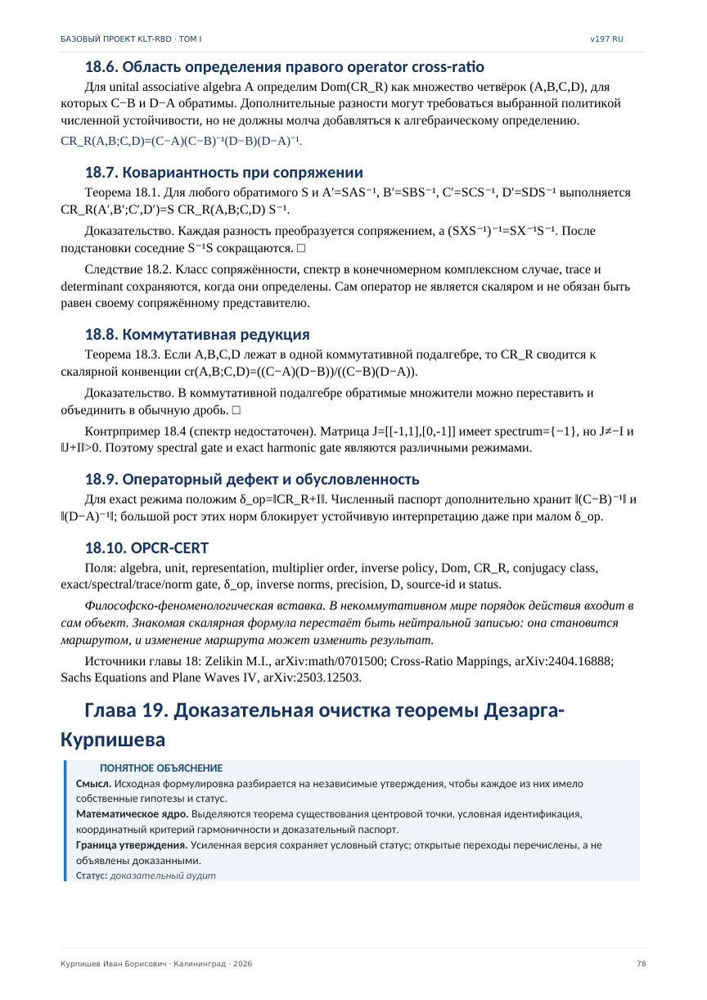 БАЗОВЫЙ ПРОЕКТ KLT-RBD · ТОМ I
v197 RU
18.6. Область определения правого operator cross-ratio
Для unital associative algebra A определим Dom(CR_R) как множество четвёрок (A,B,C,D), для
которых C−B и D−A обратимы. Дополнительные разности могут требоваться выбранной политикой
численной устойчивости, но не должны молча добавляться к алгебраическому определению.
CR_R(A,B;C,D)=(C−A)(C−B)⁻¹(D−B)(D−A)⁻¹.
18.7. Ковариантность при сопряжении
Теорема 18.1. Для любого обратимого S и A′=SAS⁻¹, B′=SBS⁻¹, C′=SCS⁻¹, D′=SDS⁻¹ выполняется
CR_R(A′,B′;C′,D′)=S CR_R(A,B;C,D) S⁻¹.
Доказательство. Каждая разность преобразуется сопряжением, а (SXS⁻¹)⁻¹=SX⁻¹S⁻¹. После
подстановки соседние S⁻¹S сокращаются. □
Следствие 18.2. Класс сопряжённости, спектр в конечномерном комплексном случае, trace и
determinant сохраняются, когда они определены. Сам оператор не является скаляром и не обязан быть
равен своему сопряжённому представителю.
18.8. Коммутативная редукция
Теорема 18.3. Если A,B,C,D лежат в одной коммутативной подалгебре, то CR_R сводится к
скалярной конвенции cr(A,B;C,D)=((C−A)(D−B))/((C−B)(D−A)).
Доказательство. В коммутативной подалгебре обратимые множители можно переставить и
объединить в обычную дробь. □
Контрпример 18.4 (спектр недостаточен). Матрица J=[[-1,1],[0,-1]] имеет spectrum={−1}, но J≠−I и
‖J+I‖>0. Поэтому spectral gate и exact harmonic gate являются различными режимами.
18.9. Операторный дефект и обусловленность
Для exact режима положим δ_op=‖CR_R+I‖. Численный паспорт дополнительно хранит ‖(C−B)⁻¹‖ и
‖(D−A)⁻¹‖; большой рост этих норм блокирует устойчивую интерпретацию даже при малом δ_op.
18.10. OPCR-CERT
Поля: algebra, unit, representation, multiplier order, inverse policy, Dom, CR_R, conjugacy class,
exact/spectral/trace/norm gate, δ_op, inverse norms, precision, D, source-id и status.
Философско-феноменологическая вставка. В некоммутативном мире порядок действия входит в
сам объект. Знакомая скалярная формула перестаёт быть нейтральной записью: она становится
маршрутом, и изменение маршрута может изменить результат.
Источники главы 18: Zelikin M.I., arXiv:math/0701500; Cross-Ratio Mappings, arXiv:2404.16888;
Sachs Equations and Plane Waves IV, arXiv:2503.12503.
Глава 19. Доказательная очистка теоремы Дезарга-
Курпишева
ПОНЯТНОЕ ОБЪЯСНЕНИЕ
Смысл. Исходная формулировка разбирается на независимые утверждения, чтобы каждое из них имело
собственные гипотезы и статус.
Математическое ядро. Выделяются теорема существования центровой точки, условная идентификация,
координатный критерий гармоничности и доказательный паспорт.
Граница утверждения. Усиленная версия сохраняет условный статус; открытые переходы перечислены, а не
объявлены доказанными.
Статус: доказательный аудит
Курпишев Иван Борисович · Калининград · 2026
78